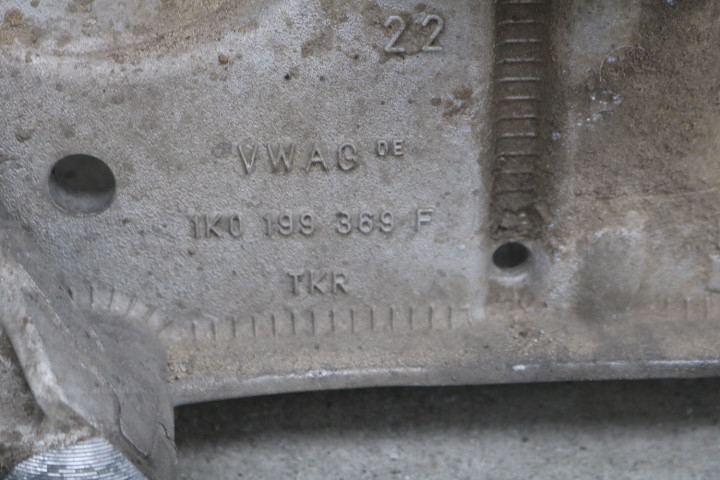 22
VWAG DE
1K0 199 369 F
TKR